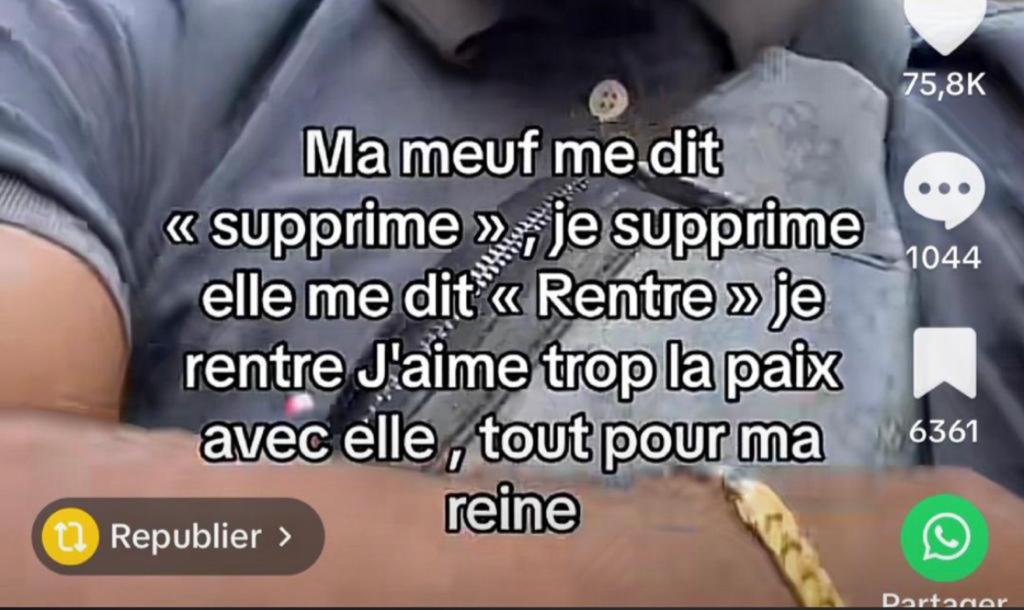 75,8K
Ma meuf me dit
« supprime » , je supprime
1044
elle me dit « Rentre » je
rentre J'aime trop la paix
avec elle , tout pour ma
6361
reine
Republier >
Partager